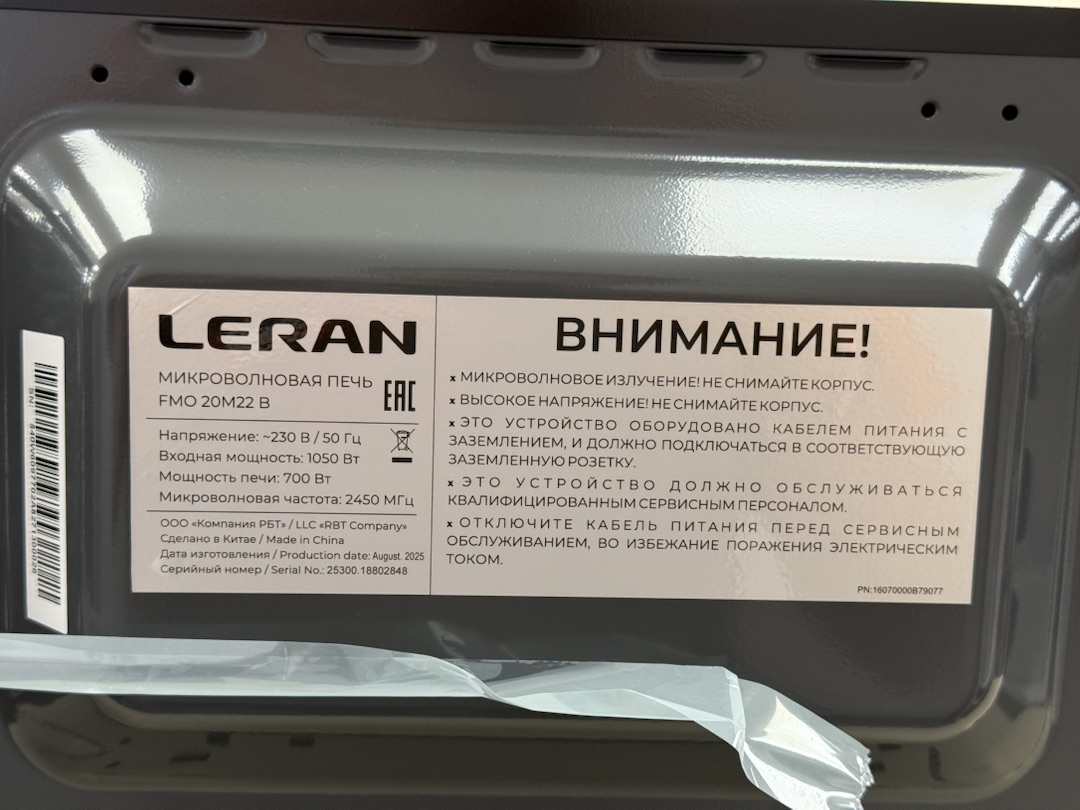 LERAN
МИКРОВОЛНОВАЯ ПЕЧЬ
FMO 20M22 B
EAC
Напряжение: ~230 В / 50 Гц
Входная мощность: 1050 Вт
Мощность печи: 700 Вт
Микроволновая частота: 2450 МГц
ООО «Компания РБТ» / LLC «RBT Company»
Сделано в Китае / Made in China
Дата изготовления / Production date: August. 2025
Серийный номер / Serial No.: 25300.18802848
ВНИМАНИЕ!
x МИКРОВОЛНОВОЕ ИЗЛУЧЕНИЕ! НЕ СНИМАЙТЕ КОРПУС.
x ВЫСОКОЕ НАПРЯЖЕНИЕ! НЕ СНИМАЙТЕ КОРПУС.
x ЭТО УСТРОЙСТВО ОБОРУДОВАНО КАБЕЛЕМ ПИТАНИЯ С
ЗАЗЕМЛЕНИЕМ, И ДОЛЖНО ПОДКЛЮЧАТЬСЯ В СООТВЕТСТВУЮЩУЮ
ЗАЗЕМЛЕННУЮ РОЗЕТКУ.
x ЭТО УСТРОЙСТВО ДОЛЖНО ОБСЛУЖИВАТЬСЯ
КВАЛИФИЦИРОВАННЫМ СЕРВИСНЫМ ПЕРСОНАЛОМ.
x ОТКЛЮЧИТЕ КАБЕЛЬ ПИТАНИЯ ПЕРЕД СЕРВИСНЫМ
ОБСЛУЖИВАНИЕМ, ВО ИЗБЕЖАНИЕ ПОРАЖЕНИЯ ЭЛЕКТРИЧЕСКИМ
ТОКОМ.
PN:16070000B79077
SN: